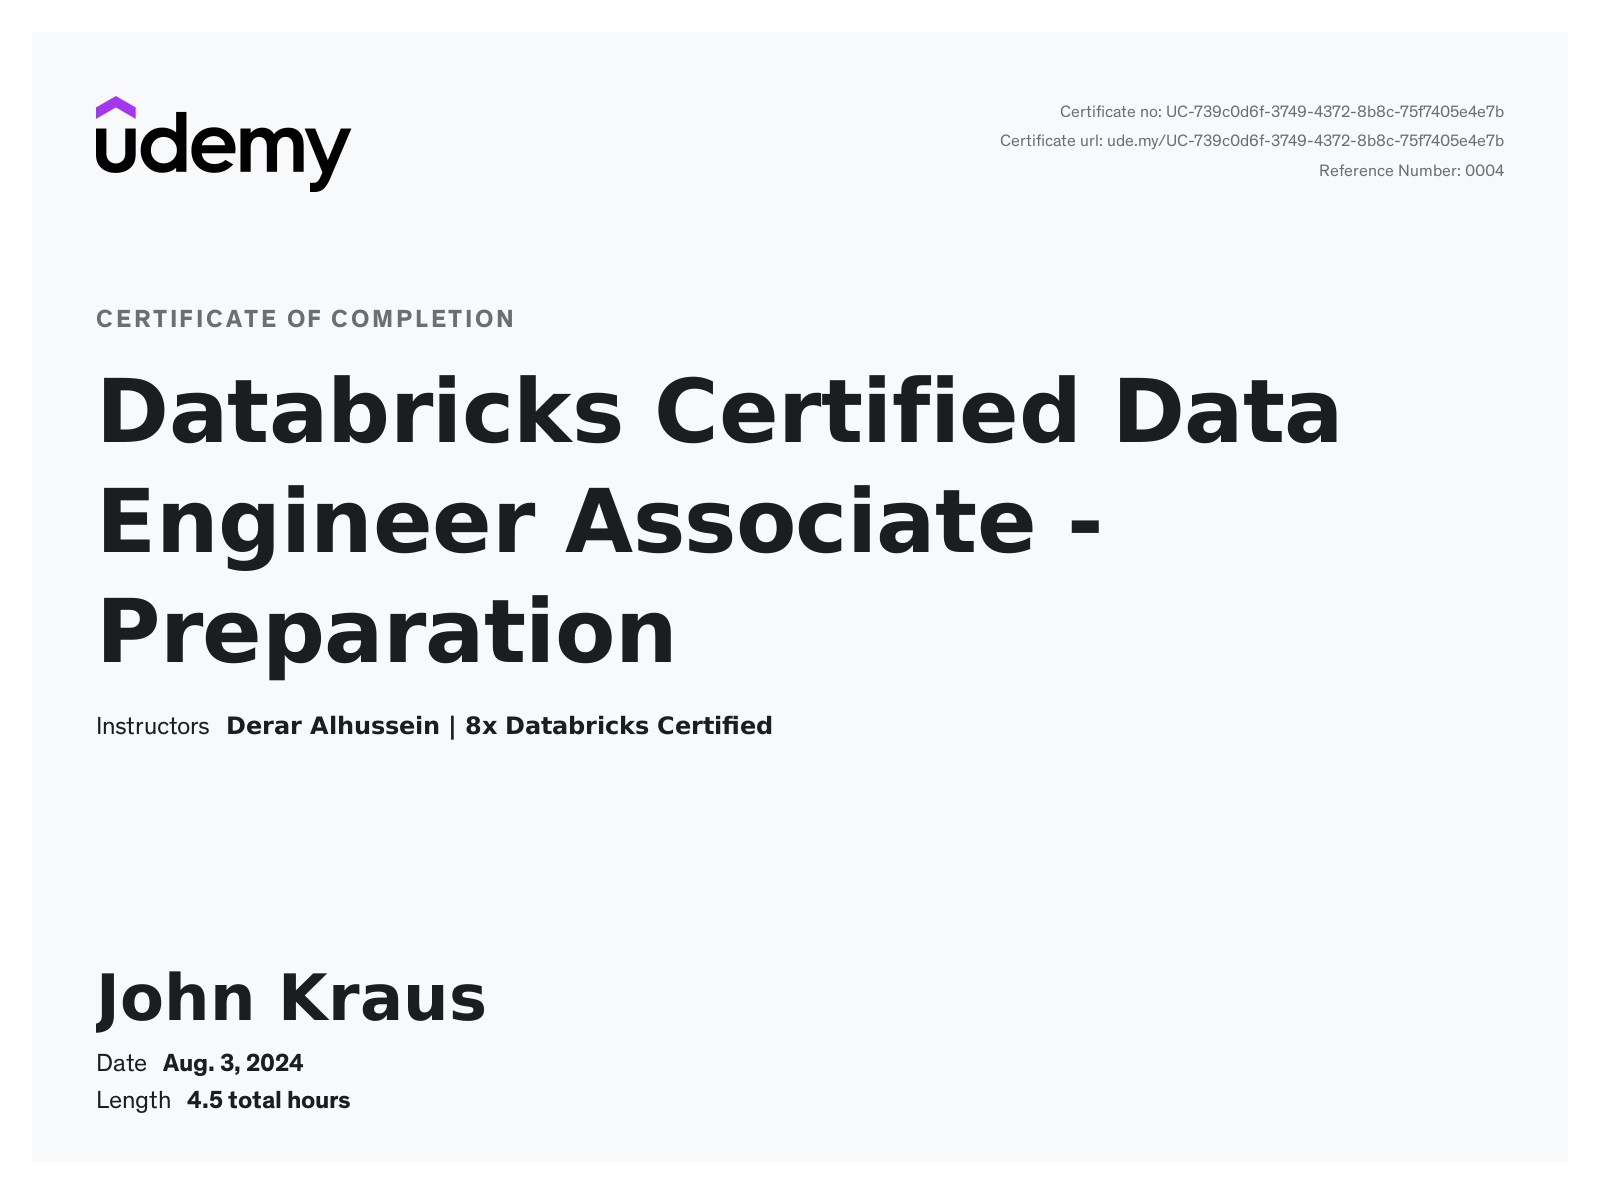 udemy
Certificate no: UC-739c0d6f-3749-4372-8b8c-75f7405e4e7b
Certificate url: ude.my/UC-739c0d6f-3749-4372-8b8c-75f7405e4e7b
Reference Number: 0004
CERTIFICATE OF COMPLETION
Databricks Certified Data
Engineer Associate -
Preparation
Instructors Derar Alhussein | 8x Databricks Certified
John Kraus
Date Aug. 3, 2024
Length 4.5 total hours